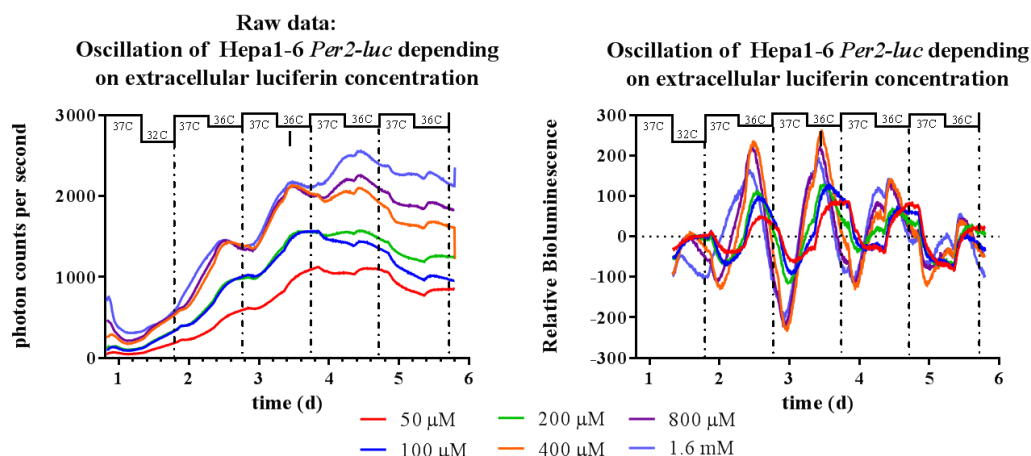 Raw data:
Oscillation of Hepa1-6 Per2-luc depending
on extracellular luciferin concentration
37C 32C 37C 36C 37C 36C 37C 36C 37C 36C
photon counts per second
3000
2000
1000
0
1 2 3 4 5 6
time (d)
Oscillation of Hepa1-6 Per2-luc depending
on extracellular luciferin concentration
37C 32C 37C 36C 37C 36C 37C 36C 37C 36C
Relative Bioluminescence
300
200
100
0
-100
-200
-300
1 2 3 4 5 6
time (d)
50 μM 200 μM 800 μM
100 μM 400 μM 1.6 mM